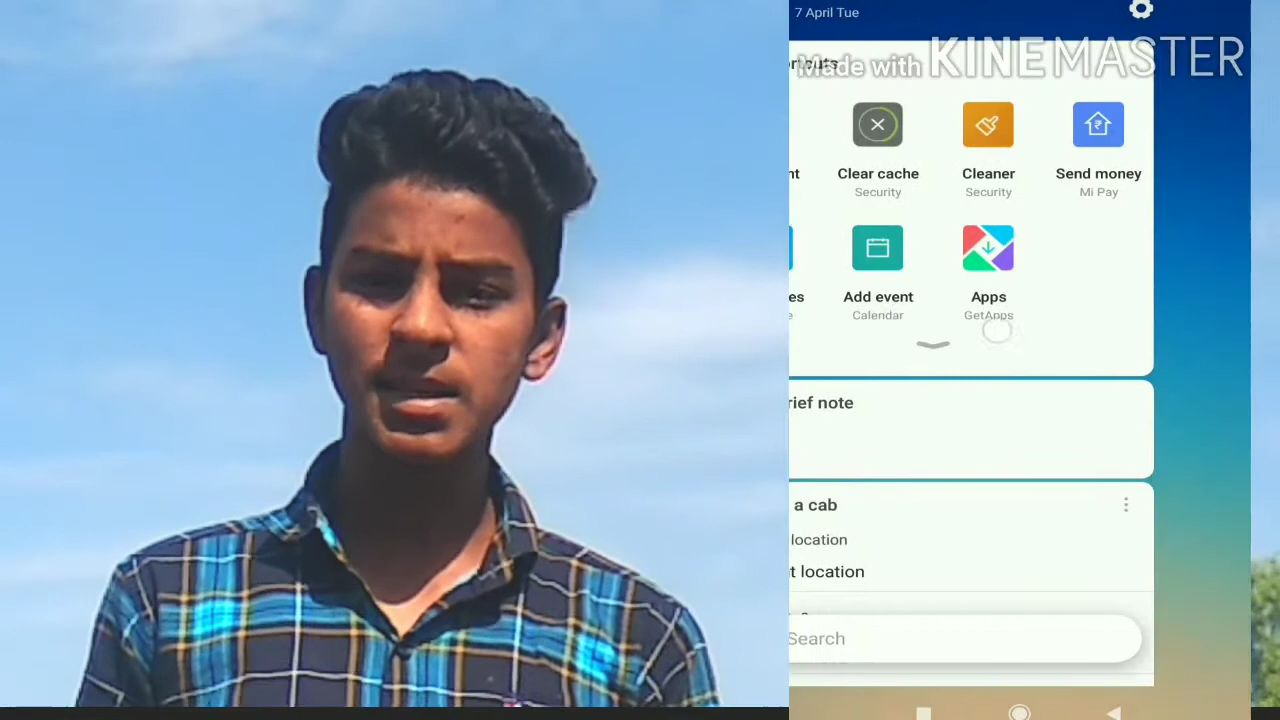 7 April Tue
Made with KINEMASTER
Clear cache
Cleaner
Send money
Security
Security
Mi Pay
Add event
Apps
Calendar
GetApps
rief note
a cab
location
t location
Search